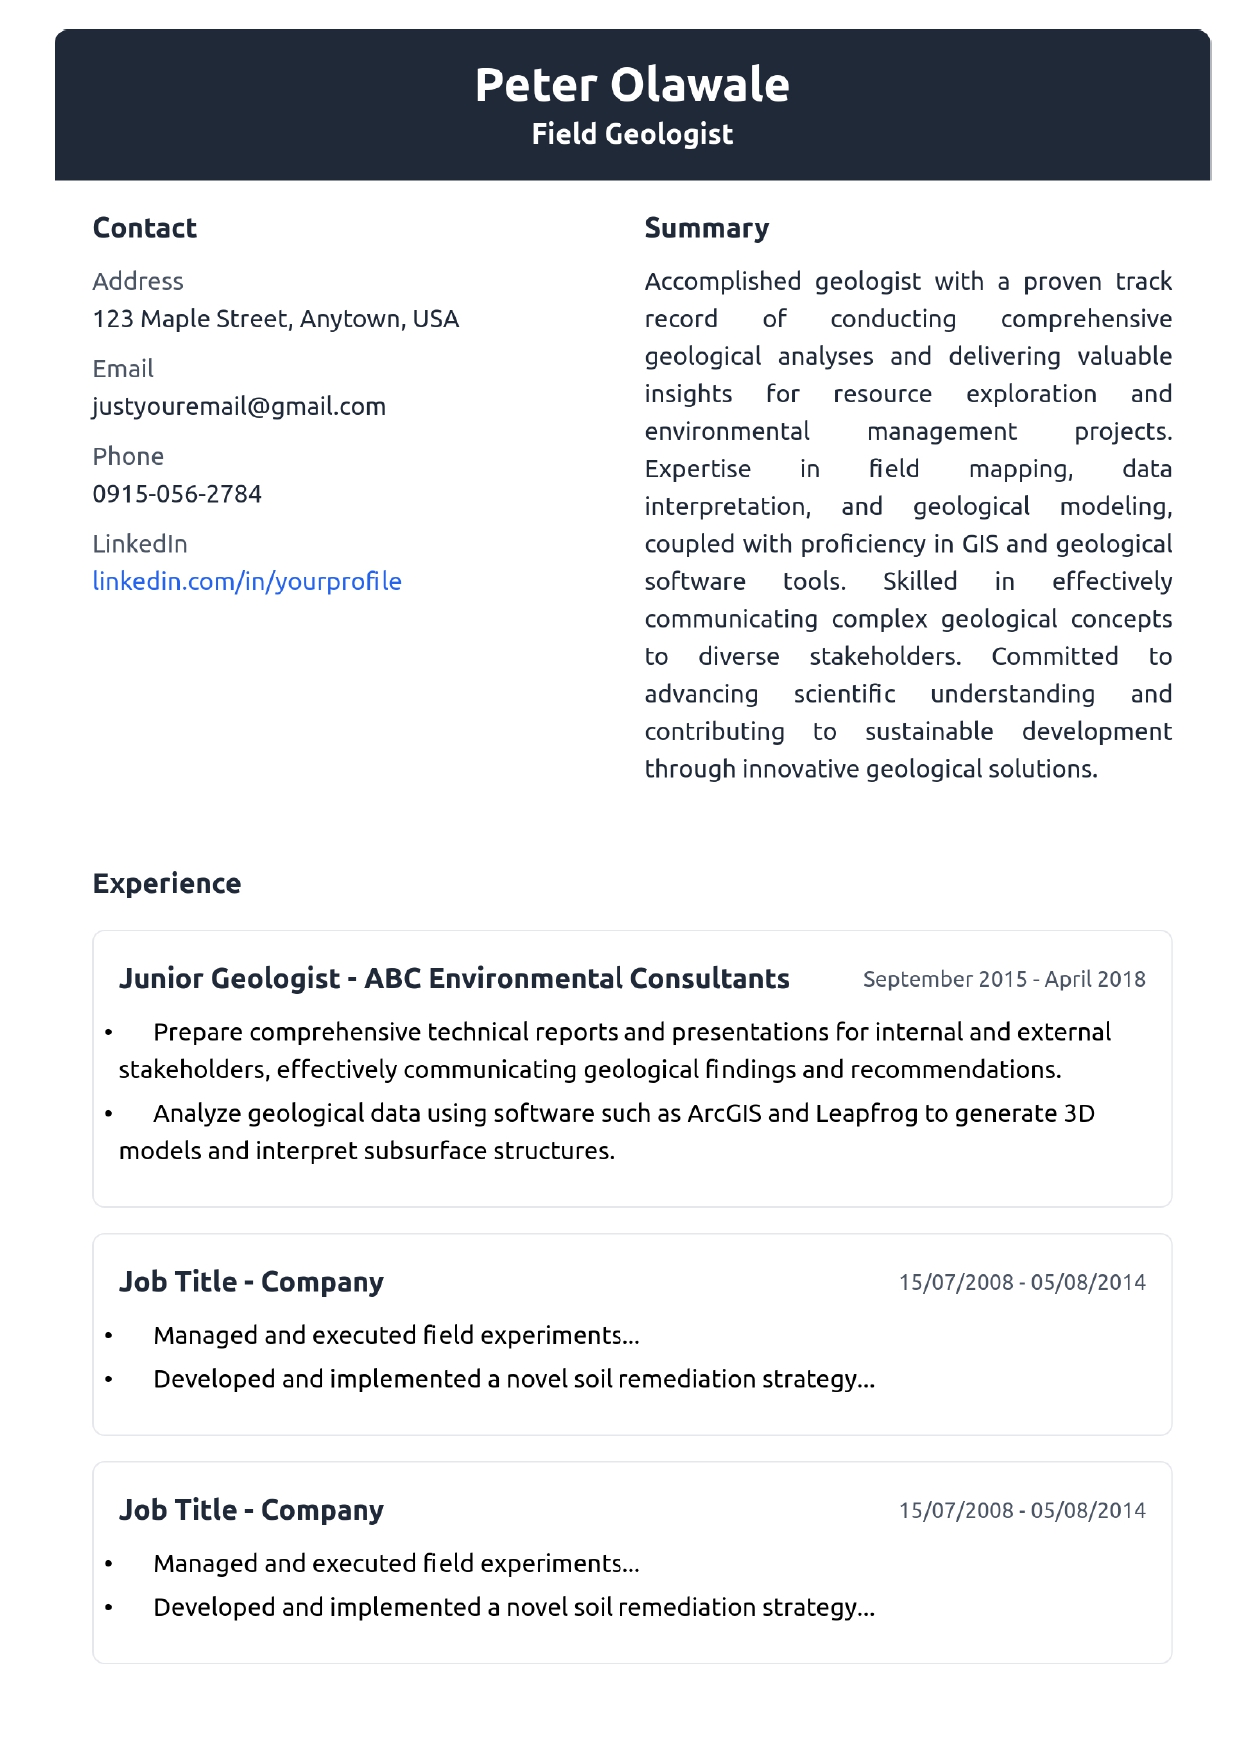 Peter Olawale
Field Geologist
Contact
Address
123 Maple Street, Anytown, USA
Email
justyouremail@gmail.com
Phone
0915-056-2784
LinkedIn
linkedin.com/in/yourprofile
Summary
Accomplished geologist with a proven track
record of conducting comprehensive
geological analyses and delivering valuable
insights for resource exploration and
environmental management projects.
Expertise in field mapping, data
interpretation, and geological modeling,
coupled with proficiency in GIS and geological
software tools. Skilled in effectively
communicating complex geological concepts
to diverse stakeholders. Committed to
advancing scientific understanding and
contributing to sustainable development
through innovative geological solutions.
Experience
Junior Geologist - ABC Environmental Consultants September 2015 - April 2018
• Prepare comprehensive technical reports and presentations for internal and external
stakeholders, effectively communicating geological findings and recommendations.
• Analyze geological data using software such as ArcGIS and Leapfrog to generate 3D
models and interpret subsurface structures.
Job Title - Company 15/07/2008 - 05/08/2014
• Managed and executed field experiments...
• Developed and implemented a novel soil remediation strategy...
Job Title - Company 15/07/2008 - 05/08/2014
• Managed and executed field experiments...
• Developed and implemented a novel soil remediation strategy...